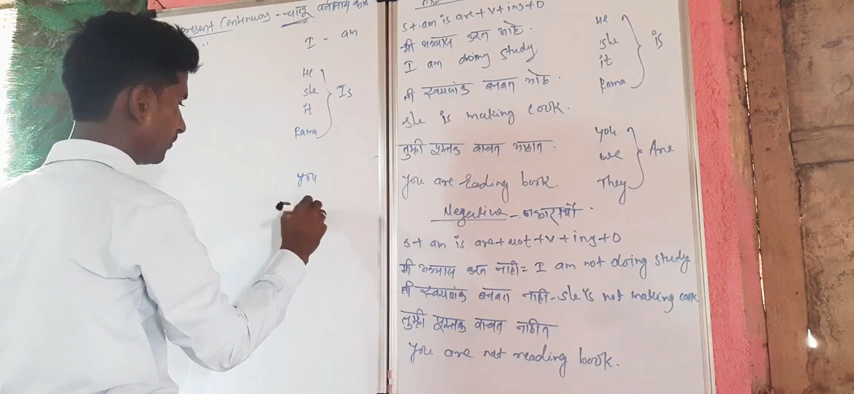 Present Continuous - चालू वर्तमान काळ
I - am
He
she
it
Rama
Is
you
S + am is are + V + ing + O
मी अभ्यास करत आहे
I am doing study
ती स्वयपांक बनवत आहे.
she is making cook.
तुम्ही पुस्तक वाचत आहात.
You are Reading book.
He
she
it
Rama
is
you
we
They
Are
Negative - नकारार्थी.
S + am is are + not + V + ing + O
मी अभ्यास करत नाही = I am not doing study
ती स्वयपांक बनवत नाही - she is not making cook
तुम्ही पुस्तक वाचत नाहीत
You are not reading book.